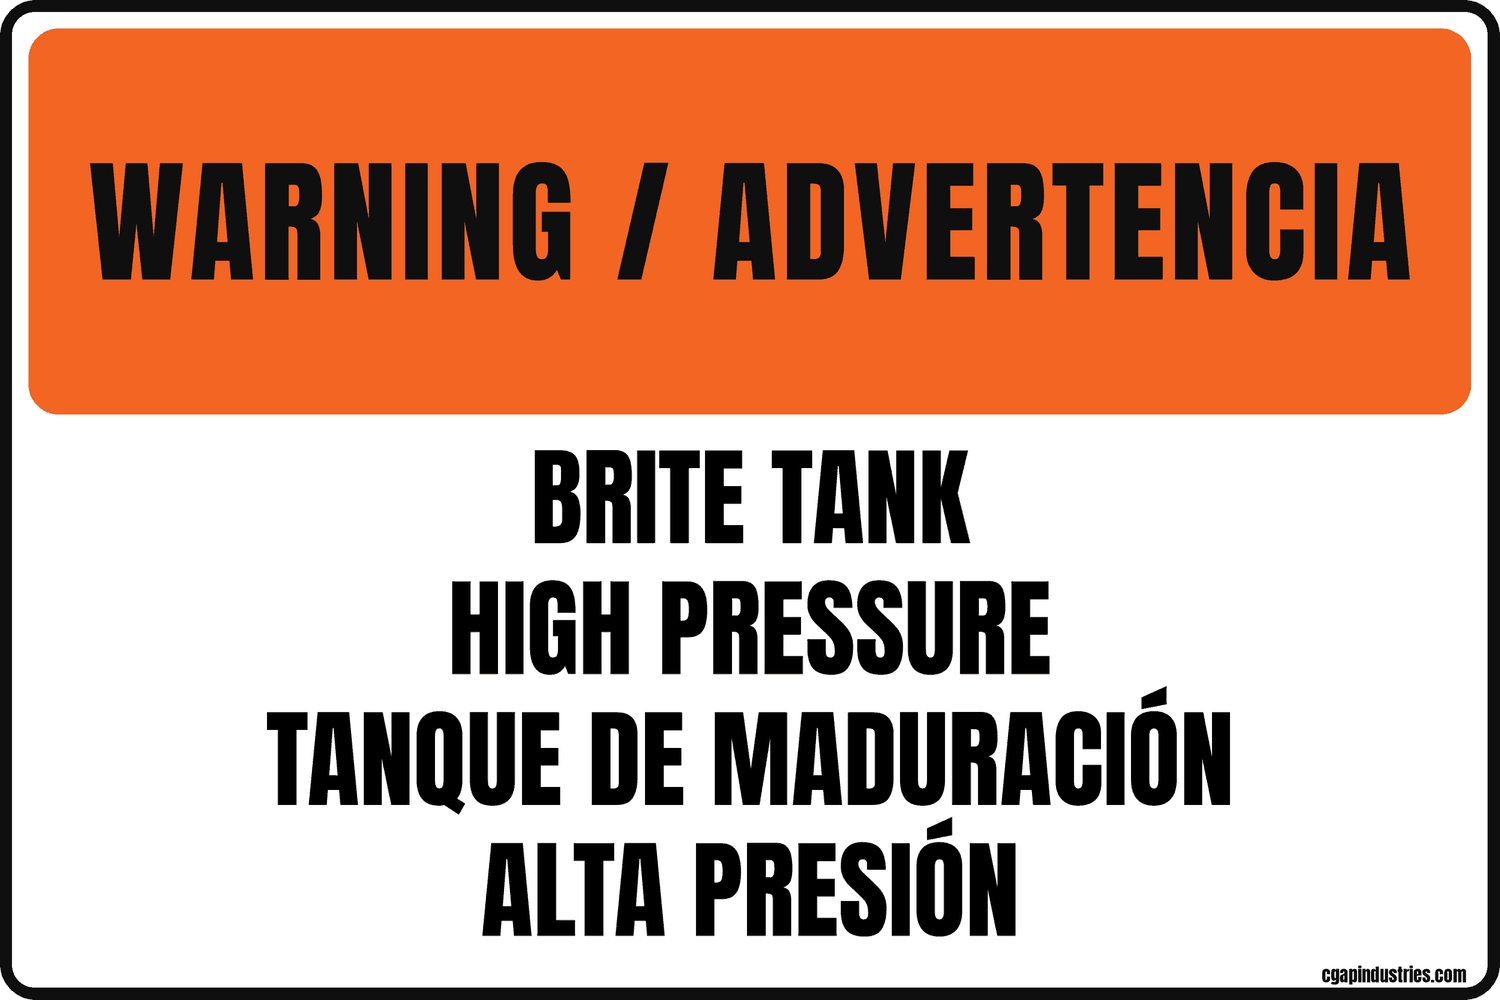 WARNING / ADVERTENCIA
BRITE TANK
HIGH PRESSURE
TANQUE DE MADURACIÓN
ALTA PRESIÓN
cgapindustries.com